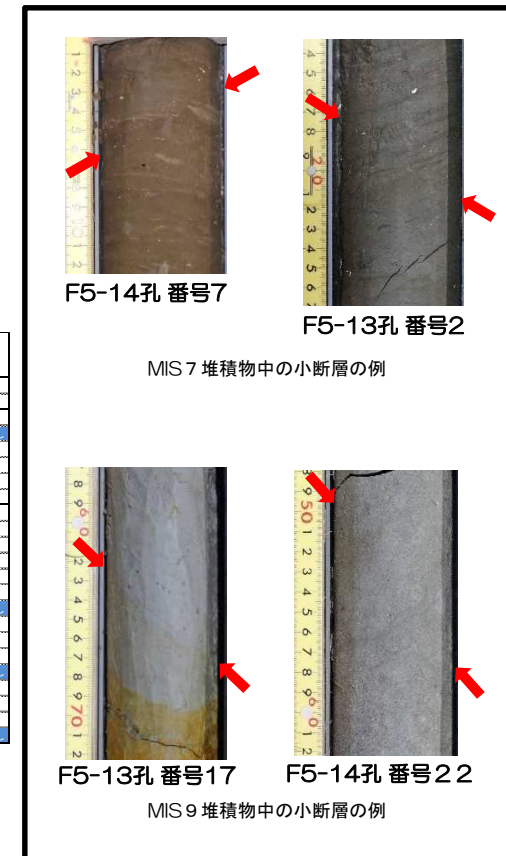 F5-14孔 番号7
F5-13孔 番号2
MIS7堆積物中の小断層の例
F5-13孔 番号17
F5-14孔 番号22
MIS9堆積物中の小断層の例